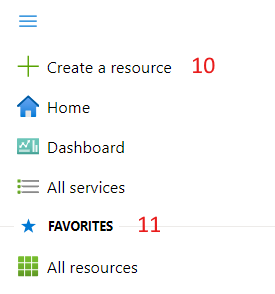 Create a resource 10
Home
Dashboard
All services
FAVORITES 11
All resources